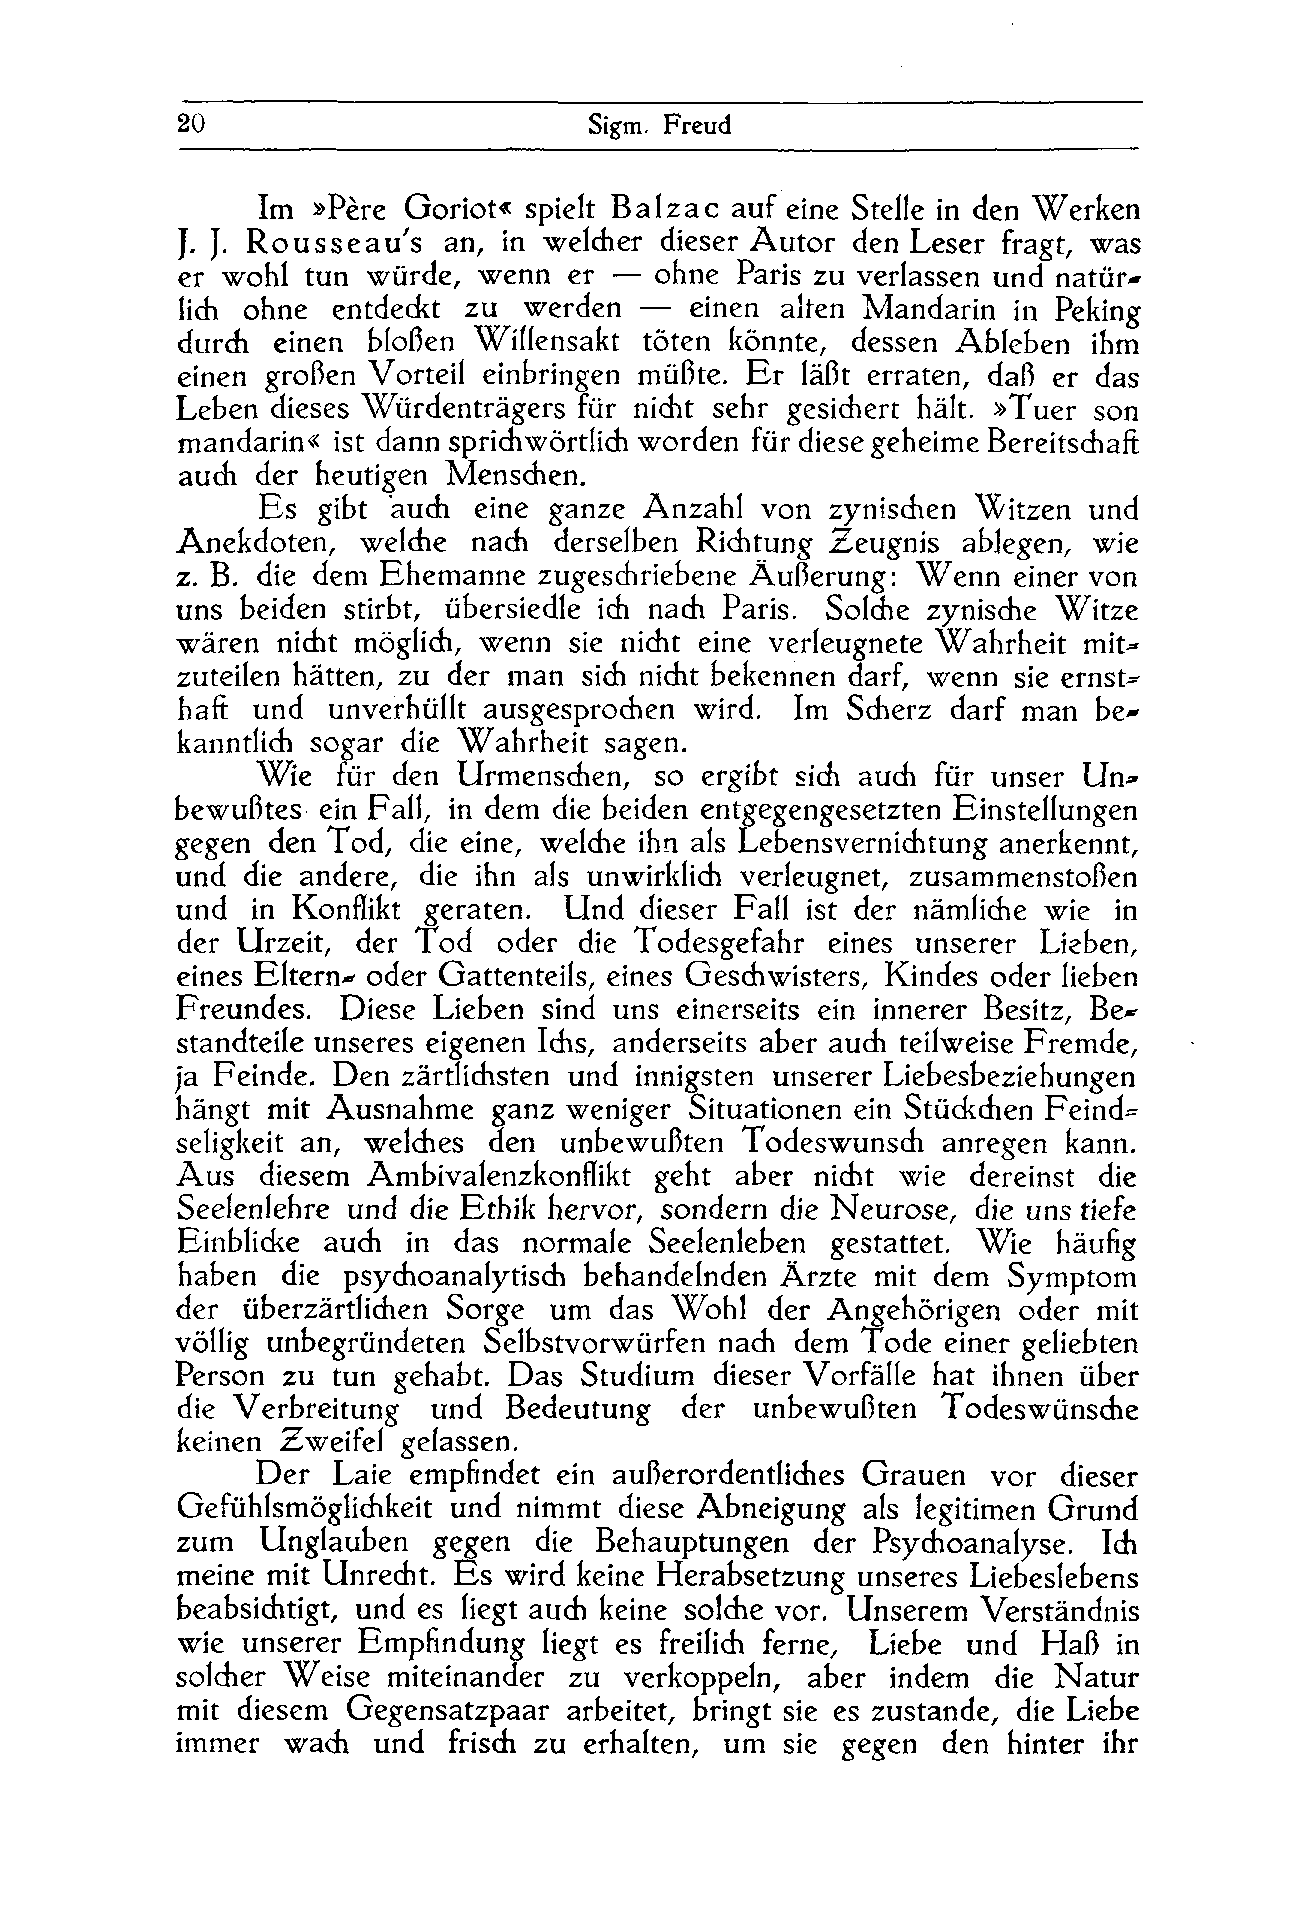 20 Sigm. Freud
Im »Père Goriot« spielt Balzac auf eine Stelle in den Werken
J. J. Rousseau's an, in welcher dieser Autor den Leser fragt, was
er wohl tun würde, wenn er — ohne Paris zu verlassen und natür-
lich ohne entdeckt zu werden — einen alten Mandarin in Peking
durch einen bloßen Willensakt töten könnte, dessen Ableben ihm
einen großen Vorteil einbringen müßte. Er läßt erraten, daß er das
Leben dieses Würdenträgers für nicht sehr gesichert hält. »Tuer son
mandarin« ist dann sprichwörtlich worden für diese geheime Bereitschaft
auch der heutigen Menschen.
Es gibt auch eine ganze Anzahl von zynischen Witzen und
Anekdoten, welche nach derselben Richtung Zeugnis ablegen, wie
z. B. die dem Ehemanne zugeschriebene Äußerung: Wenn einer von
uns beiden stirbt, übersiedle ich nach Paris. Solche zynische Witze
wären nicht möglich, wenn sie nicht eine verleugnete Wahrheit mit-
zuteilen hätten, zu der man sich nicht bekennen darf, wenn sie ernst-
haft und unverhüllt ausgesprochen wird. Im Scherz darf man be-
kanntlich sogar die Wahrheit sagen.
Wie für den Urmenschen, so ergibt sich auch für unser Un-
bewußtes ein Fall, in dem die beiden entgegengesetzten Einstellungen
gegen den Tod, die eine, welche ihn als Lebensvernichtung anerkennt,
und die andere, die ihn als unwirklich verleugnet, zusammenstoßen
und in Konflikt geraten. Und dieser Fall ist der nämliche wie in
der Urzeit, der Tod oder die Todesgefahr eines unserer Lieben,
eines Eltern- oder Gattenteils, eines Geschwisters, Kindes oder lieben
Freundes. Diese Lieben sind uns einerseits ein innerer Besitz, Be-
standteile unseres eigenen Ichs, anderseits aber auch teilweise Fremde,
ja Feinde. Den zärtlichsten und innigsten unserer Liebesbeziehungen
hängt mit Ausnahme ganz weniger Situationen ein Stückchen Feind-
seligkeit an, welches den unbewußten Todeswunsch anregen kann.
Aus diesem Ambivalenzkonflikt geht aber nicht wie dereinst die
Seelenlehre und die Ethik hervor, sondern die Neurose, die uns tiefe
Einblicke auch in das normale Seelenleben gestattet. Wie häufig
haben die psychoanalytisch behandelnden Ärzte mit dem Symptom
der überzärtlichen Sorge um das Wohl der Angehörigen oder mit
völlig unbegründeten Selbstvorwürfen nach dem Tode einer geliebten
Person zu tun gehabt. Das Studium dieser Vorfälle hat ihnen über
die Verbreitung und Bedeutung der unbewußten Todeswünsche
keinen Zweifel gelassen.
Der Laie empfindet ein außerordentliches Grauen vor dieser
Gefühlsmöglichkeit und nimmt diese Abneigung als legitimen Grund
zum Unglauben gegen die Behauptungen der Psychoanalyse. Ich
meine mit Unrecht. Es wird keine Herabsetzung unseres Liebeslebens
beabsichtigt, und es liegt auch keine solche vor. Unserem Verständnis
wie unserer Empfindung liegt es freilich ferne, Liebe und Haß in
solcher Weise miteinander zu verkoppeln, aber indem die Natur
mit diesem Gegensatzpaar arbeitet, bringt sie es zustande, die Liebe
immer wach und frisch zu erhalten, um sie gegen den hinter ihr